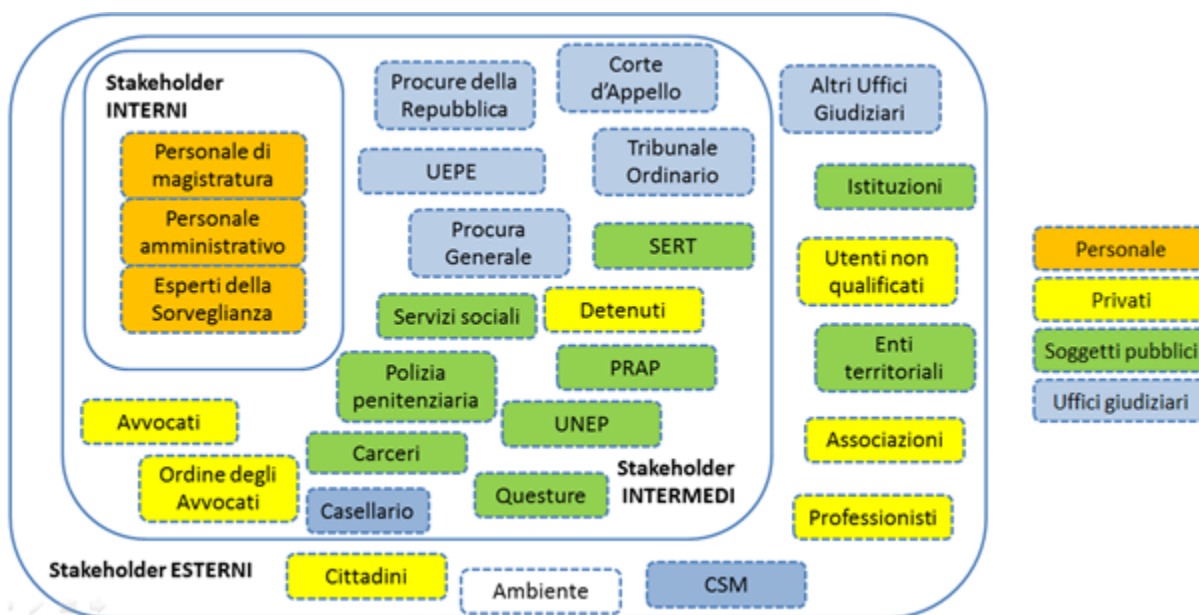 Stakeholder
INTERNI
Personale di
magistratura
Personale
amministrativo
Esperti della
Sorveglianza
Procure della
Repubblica
Corte
d'Appello
UEPE
Tribunale
Ordinario
Procura
Generale
SERT
Servizi sociali
Detenuti
Polizia
penitenziaria
PRAP
UNEP
Avvocati
Carceri
Ordine degli
Avvocati
Casellario
Questure
Stakeholder
INTERMEDI
Altri Uffici
Giudiziari
Istituzioni
Utenti non
qualificati
Enti
territoriali
Associazioni
Professionisti
Stakeholder ESTERNI
Cittadini
Ambiente
CSM
Personale
Privati
Soggetti pubblici
Uffici giudiziari